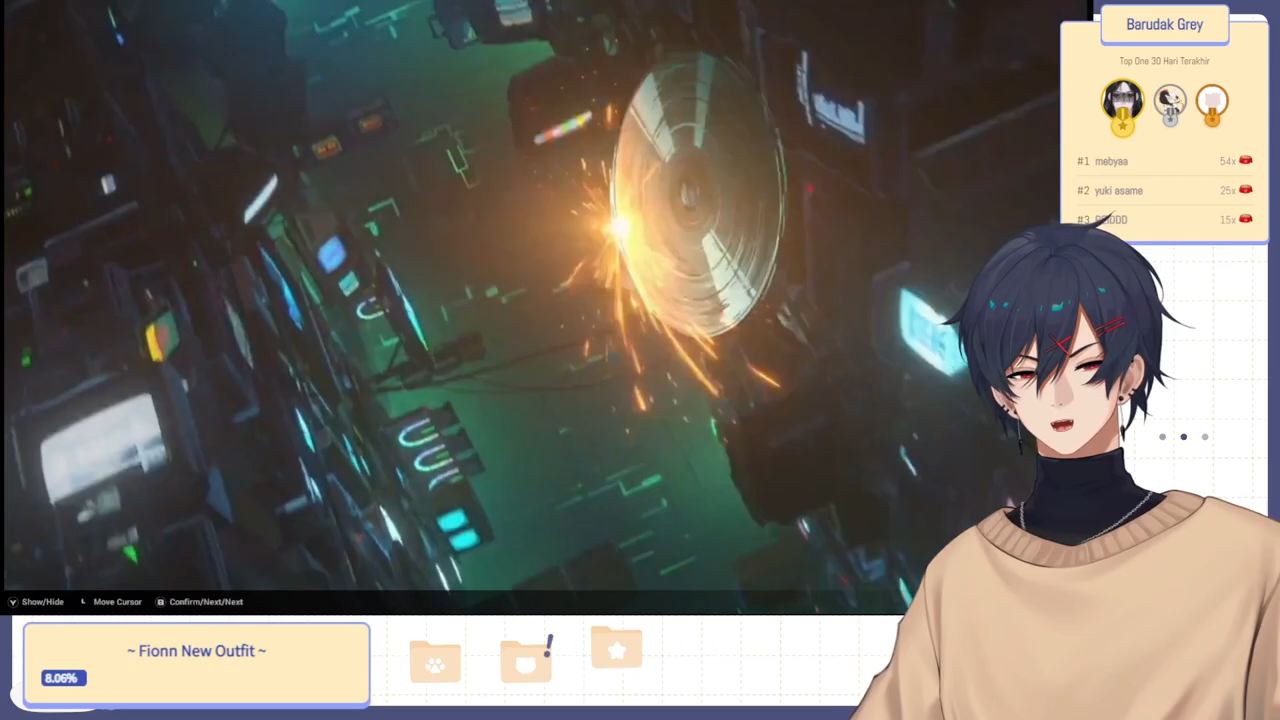 Barudak Grey
Top One 30 Hari Terakhir
#1 mebyaa 54x
#2 yuki asame 25x
#3 15x
Show/Hide Move Cursor Confirm/Next/Next
~ Fionn New Outfit ~
8.06%